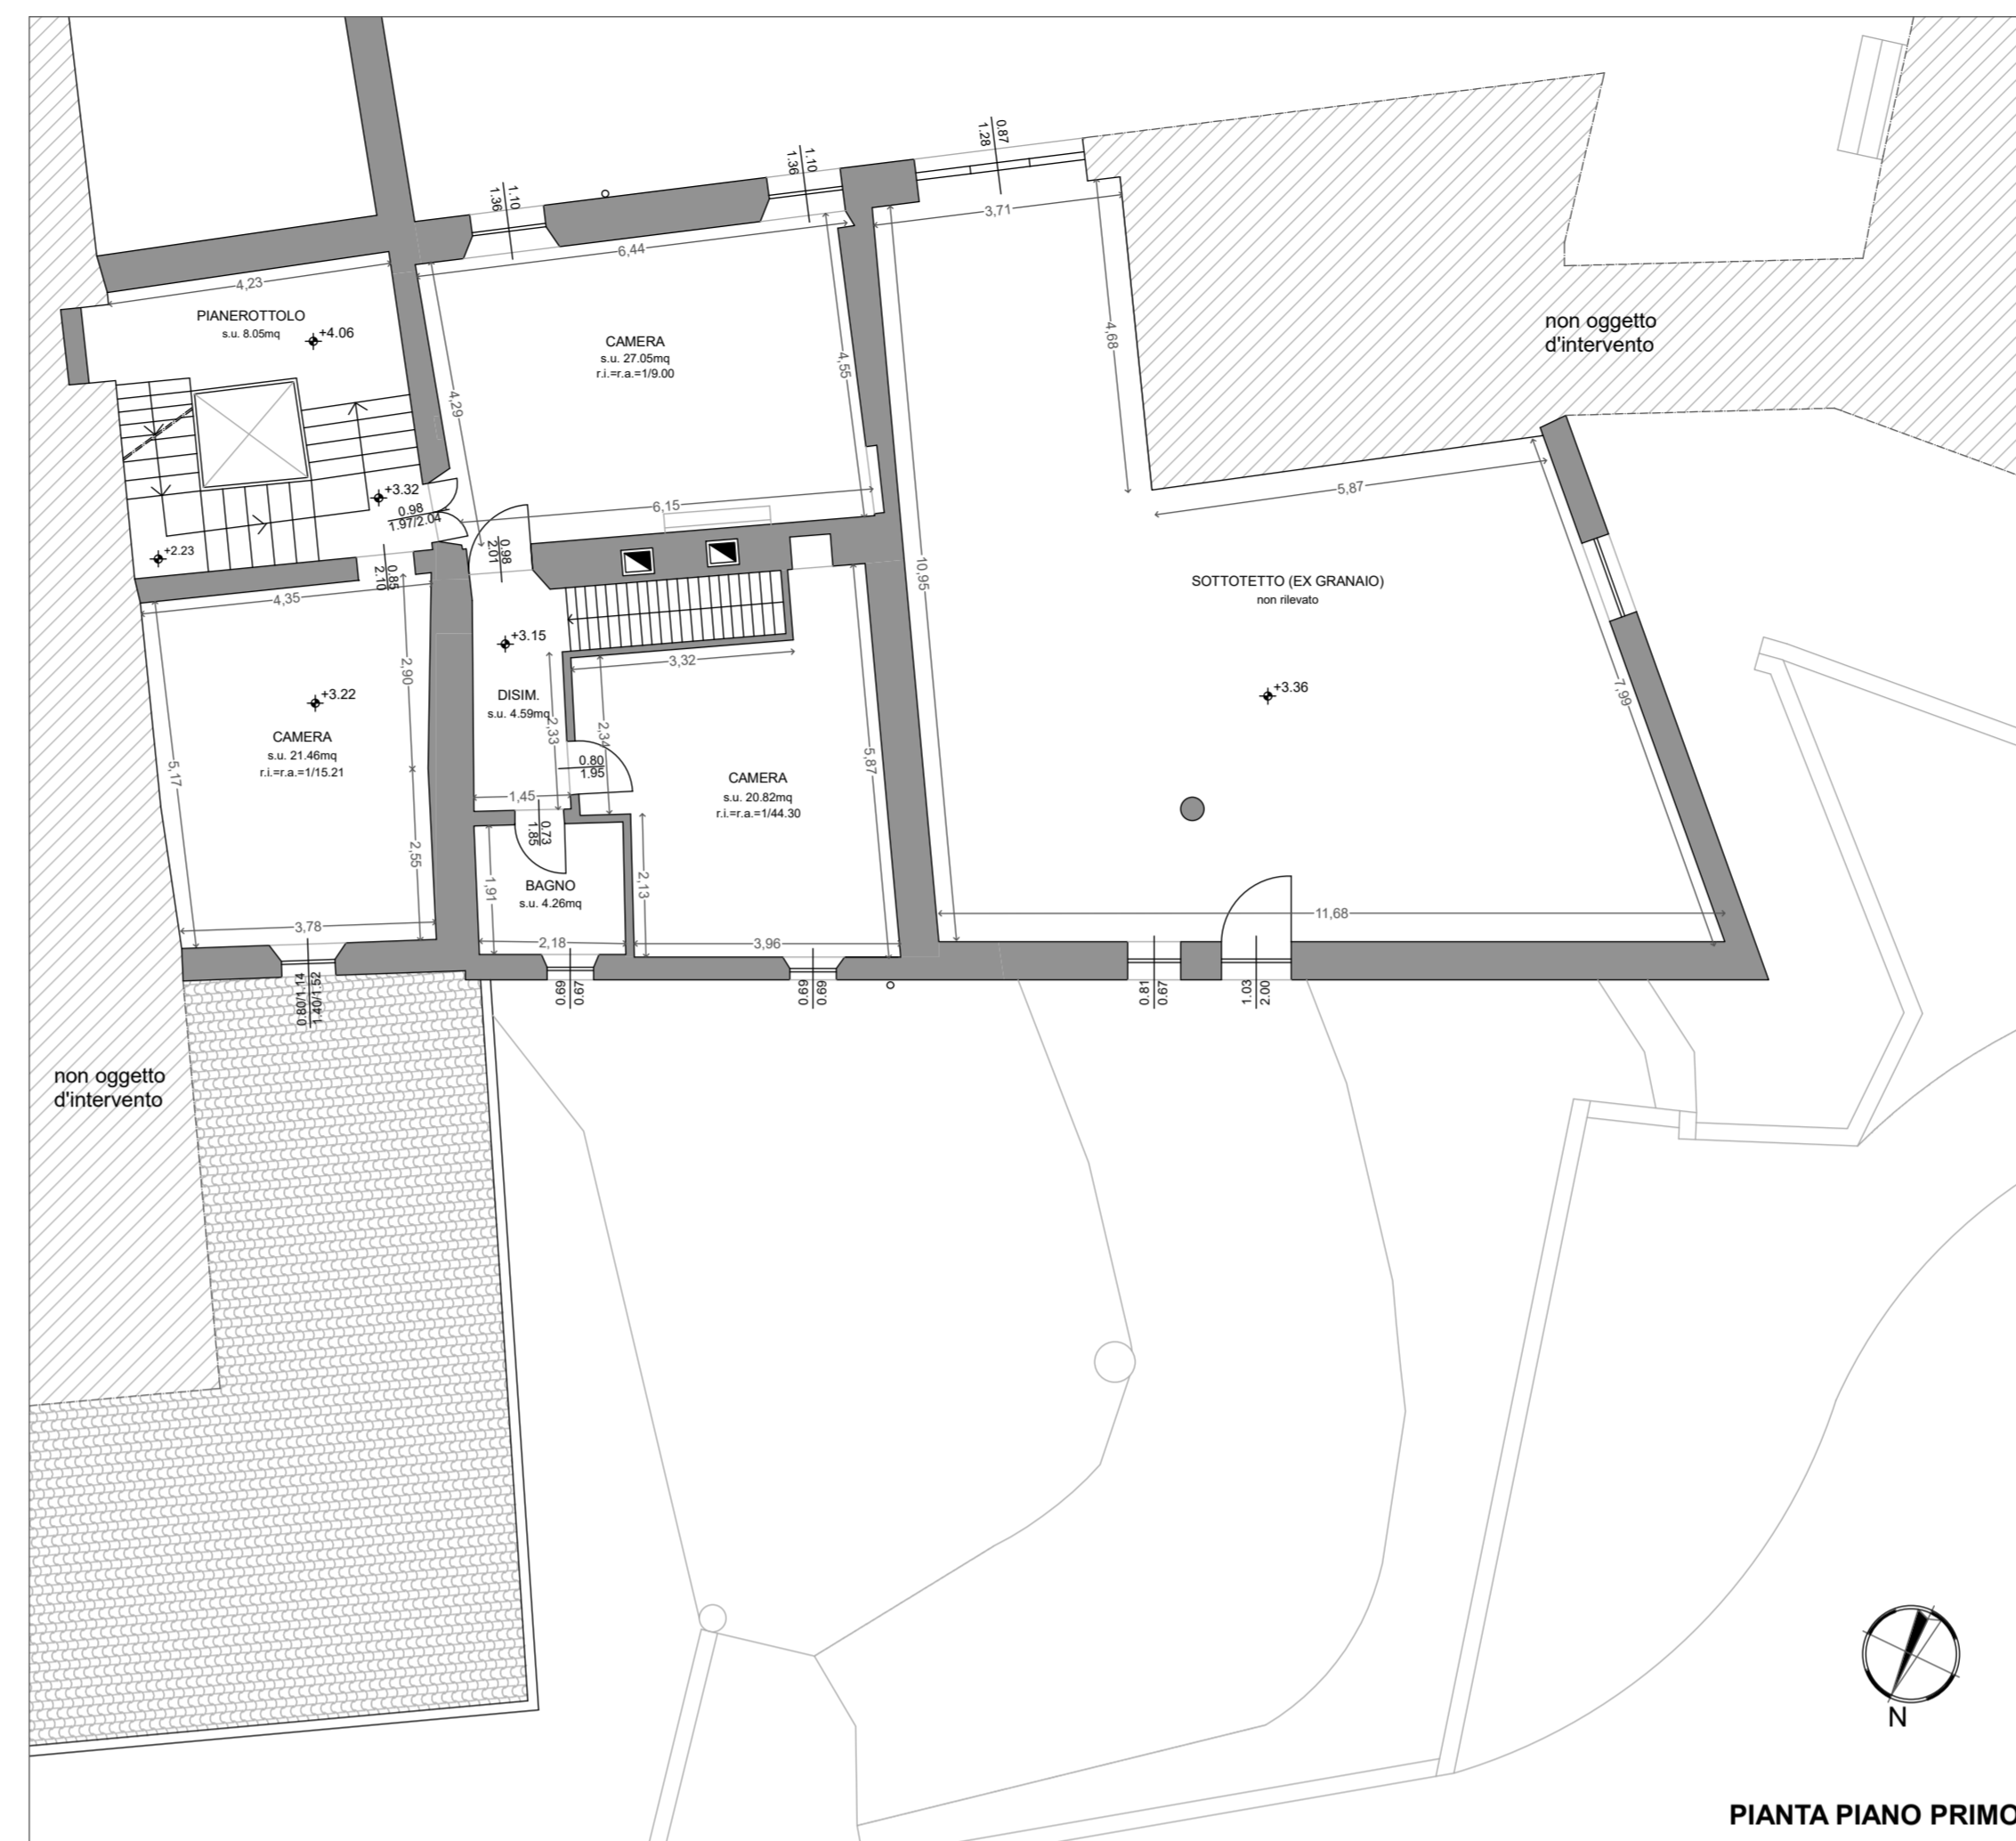 0.87
1.28
1.10
1.36
1.10
1.36
3,71
6,44
4,23
PIANEROTTOLO
s.u. 8.05mq
+4.06
CAMERA
s.u. 27.05mq
r.i.=r.a.=1/9.00
4,55
4,68
non oggetto
d'intervento
4,29
5,87
+3.32
0.98
1.97/2.04
6,15
+2.23
0.85
2.10
0.98
2.01
4,35
10,95
SOTTOTETTO (EX GRANAIO)
non rilevato
+3.15
3,32
2,90
+3.22
DISIM.
s.u. 4.59mq
2,33
2,34
+3.36
7,99
CAMERA
s.u. 21.46mq
r.i.=r.a.=1/15.21
5,17
0.80
1.95
5,87
CAMERA
s.u. 20.82mq
r.i.=r.a.=1/44.30
1,45
0.73
1.85
2,55
1,91
BAGNO
s.u. 4.26mq
2,13
3,78
2,18
3,96
11,68
0.80/1.14
1.40/1.52
0.69
0.67
0.69
0.69
0.81
0.67
1.03
2.00
non oggetto
d'intervento
N
PIANTA PIANO PRIMO